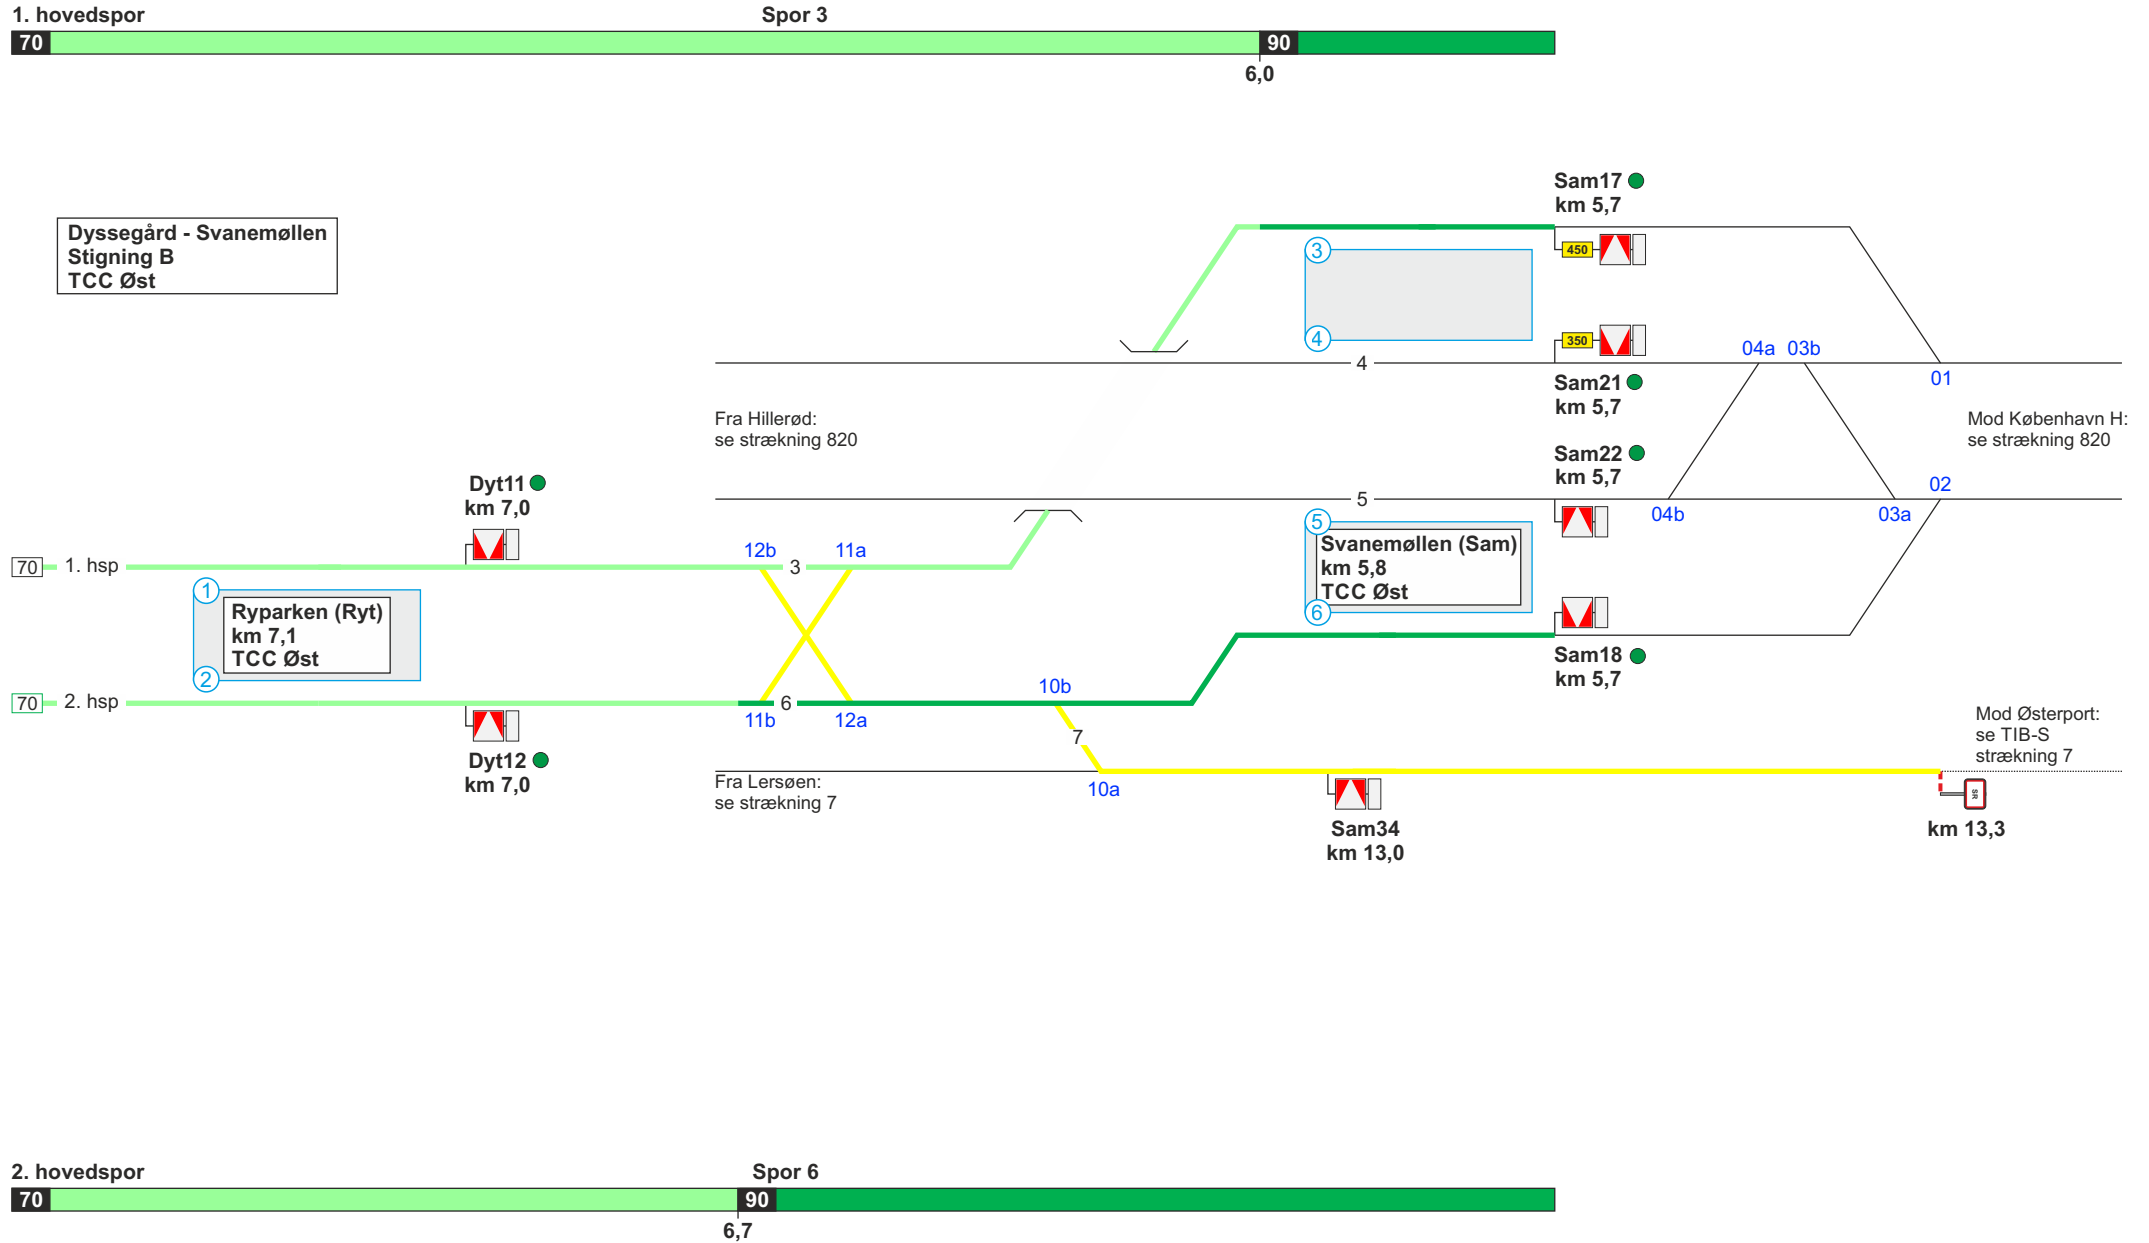 1. hovedspor
Spor 3
70
90
6,0
Sam17
km 5,7
Dyssegård - Svanemøllen
Stigning B
TCC Øst
3
450
4
350
4
04a 03b
01
Sam21
km 5,7
Fra Hillerød:
se strækning 820
Mod København H:
se strækning 820
Sam22
km 5,7
Dyt11
km 7,0
5
02
04b
03a
5
Svanemøllen (Sam)
km 5,8
TCC Øst
6
12b
11a
70
1. hsp
3
1
Ryparken (Ryt)
km 7,1
TCC Øst
2
Sam18
km 5,7
10b
70
2. hsp
6
11b
12a
7
Mod Østerport:
se TIB-S
strækning 7
Dyt12
km 7,0
Fra Lersøen:
se strækning 7
10a
SR
Sam34
km 13,0
km 13,3
2. hovedspor
Spor 6
70
90
6,7